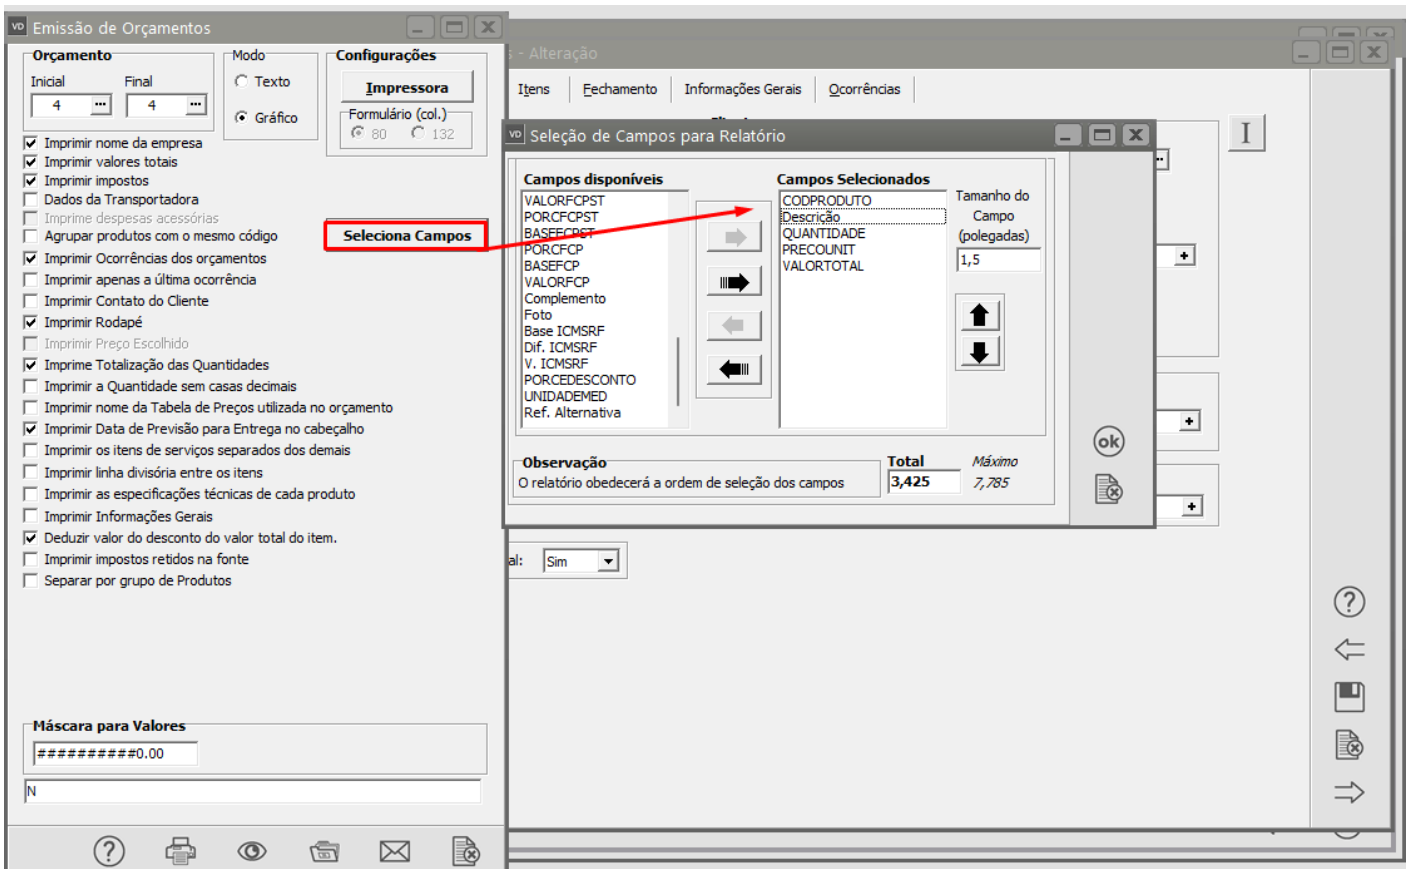 VD Emissão de Orçamentos
Orçamento
Inicial Final
4 ... 4 ...
Modo
Texto
Gráfico
Configurações
Impressora
Formulário (col.)
80 132
Imprimir nome da empresa
Imprimir valores totais
Imprimir impostos
Dados da Transportadora
Imprime despesas acessórias
Agrupar produtos com o mesmo código
Seleciona Campos
Imprimir Ocorrências dos orçamentos
Imprimir apenas a última ocorrência
Imprimir Contato do Cliente
Imprimir Rodapé
Imprimir Preço Escolhido
Imprime Totalização das Quantidades
Imprimir a Quantidade sem casas decimais
Imprimir nome da Tabela de Preços utilizada no orçamento
Imprimir Data de Previsão para Entrega no cabeçalho
Imprimir os itens de serviços separados dos demais
Imprimir linha divisória entre os itens
Imprimir as especificações técnicas de cada produto
Imprimir Informações Gerais
Deduzir valor do desconto do valor total do item.
Imprimir impostos retidos na fonte
Separar por grupo de Produtos
Máscara para Valores
##########0.00
N
s - Alteração
Itens Fechamento Informações Gerais Ocorrências
I
VD Seleção de Campos para Relatório
Campos disponíveis
VALORFCPST
PORCFCPST
BASEFCPST
PORCFCP
BASEFCP
VALORFCP
Complemento
Foto
Base ICMSRF
Dif. ICMSRF
V. ICMSRF
PORCEDESCONTO
UNIDADEMED
Ref. Alternativa
Campos Selecionados
CODPRODUTO
Descrição
QUANTIDADE
PRECOUNIT
VALORTOTAL
Tamanho do
Campo
(polegadas)
1,5
Observação
O relatório obedecerá a ordem de seleção dos campos
Total Máximo
3,425 7,785
ok
al: Sim